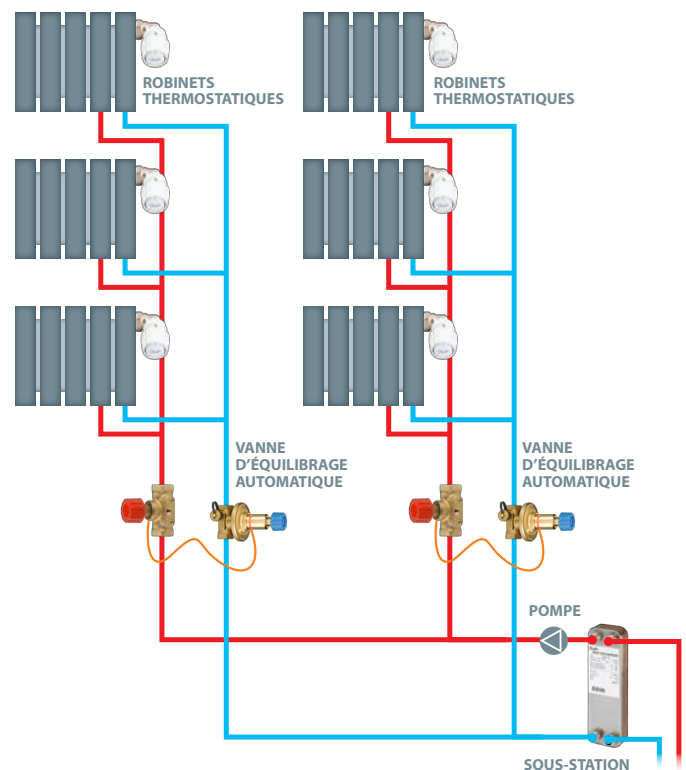 ROBINETS
THERMOSTATIQUES
ROBINETS
THERMOSTATIQUES
VANNE
D'ÉQUILIBRAGE
AUTOMATIQUE
VANNE
D'ÉQUILIBRAGE
AUTOMATIQUE
POMPE
SOUS-STATION